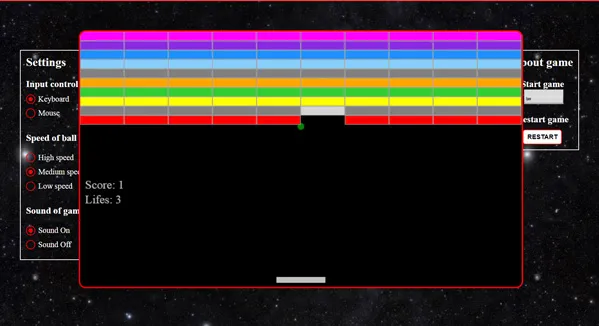 Settings
Input control
Keyboard
Mouse
Speed of ball
High speed
Medium spe
Low speed
Sound of gam
Sound On
Sound Off
Score: 1
Lifes: 3
bout game
Start game
estart game
RESTART